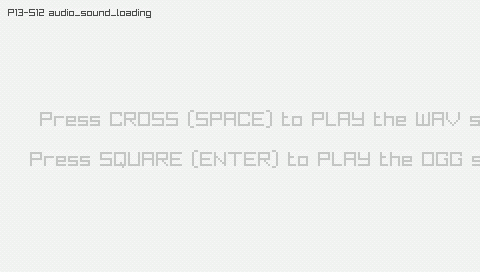 P13-512 audio_sound_loading
Press CROSS (SPACE) to PLAY the WAV s
Press SQUARE (ENTER) to PLAY the OGG s